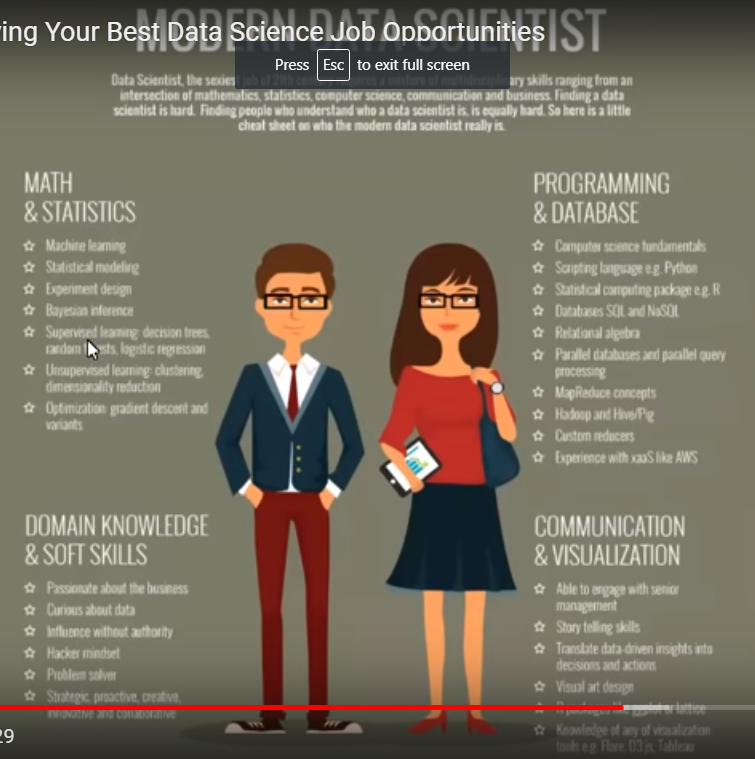 ing Your Best Data Science Job Opportunities
MODERN DATA SCIENTIST
Press Esc to exit full screen
Data Scientist, the sexiest job of 21th century requires a mixture of multidisciplinary skills ranging from an
intersection of mathematics, statistics, computer science, communication and business. Finding a data
scientist is hard. Finding people who understand who a data scientist is, is equally hard. So here is a little
cheat sheet on who the modern data scientist really is.
MATH
& STATISTICS
Machine learning
Statistical modeling
Experiment design
Bayesian inference
Supervised learning: decision trees,
random forests, logistic regression
Unsupervised learning: clustering,
dimensionality reduction
Optimization: gradient descent and
variants
PROGRAMMING
& DATABASE
Computer science fundamentals
Scripting language e.g. Python
Statistical computing package e.g. R
Databases SQL and NoSQL
Relational algebra
Parallel databases and parallel query
processing
MapReduce concepts
Hadoop and Hive/Pig
Custom reducers
Experience with xaaS like AWS
DOMAIN KNOWLEDGE
& SOFT SKILLS
Passionate about the business
Curious about data
Influence without authority
Hacker mindset
Problem solver
Strategic, proactive, creative,
innovative and collaborative
COMMUNICATION
& VISUALIZATION
Able to engage with senior
management
Story telling skills
Translate data-driven insights into
decisions and actions
Visual art design
R packages like ggplot or lattice
Knowledge of any of visualization
tools e.g. Flare, D3.js, Tableau
29